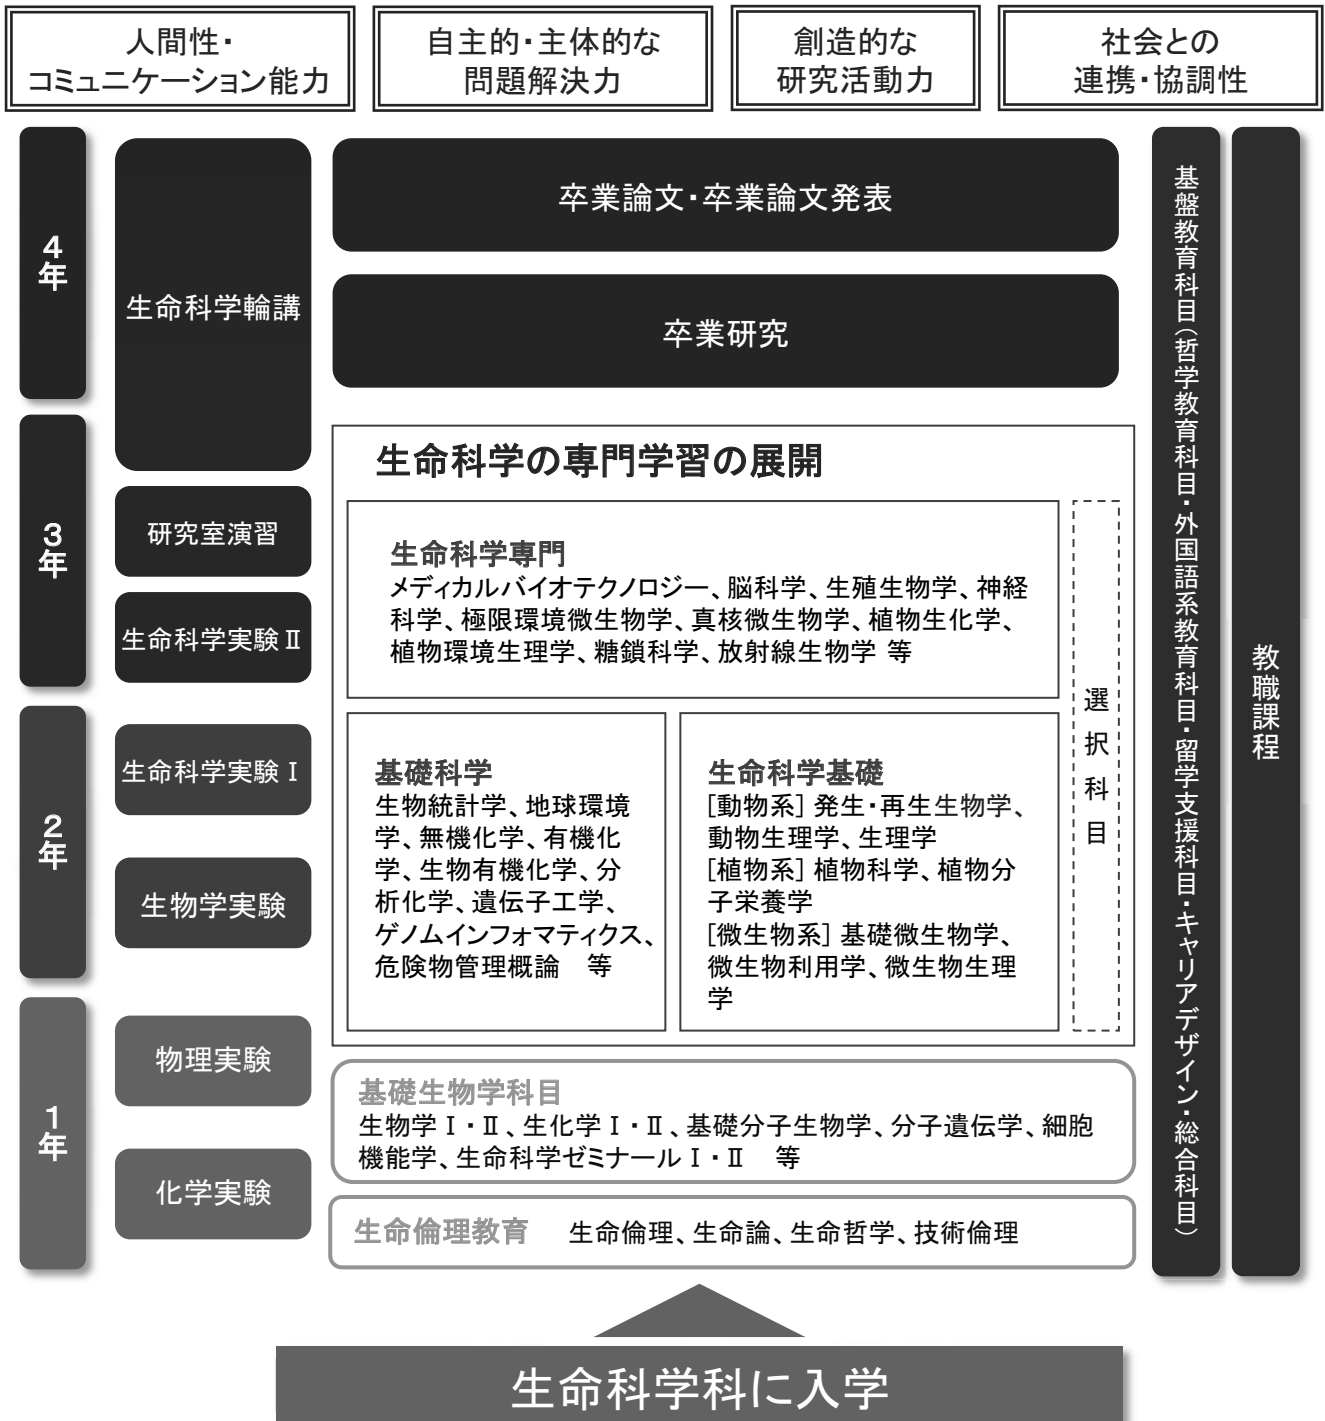 人間性・
コミュニケーション能力
自主的・主体的な
問題解決力
創造的な
研究活動力
社会との
連携・協調性
4年
生命科学輪講
卒業論文・卒業論文発表
卒業研究
3年
研究室演習
生命科学実験Ⅱ
生命科学の専門学習の展開
生命科学専門
メディカルバイオテクノロジー、脳科学、生殖生物学、神経
科学、極限環境微生物学、真核微生物学、植物生化学、
植物環境生理学、糖鎖科学、放射線生物学 等
2年
生命科学実験Ⅰ
生物学実験
基礎科学
生物統計学、地球環境
学、無機化学、有機化
学、生物有機化学、分
析化学、遺伝子工学、
ゲノムインフォマティクス、
危険物管理概論　等
生命科学基礎
[動物系] 発生・再生生物学、
動物生理学、生理学
[植物系] 植物科学、植物分
子栄養学
[微生物系] 基礎微生物学、
微生物利用学、微生物生理
学
選択科目
1年
物理実験
化学実験
基礎生物学科目
生物学Ⅰ・Ⅱ、生化学Ⅰ・Ⅱ、基礎分子生物学、分子遺伝学、細胞
機能学、生命科学ゼミナールⅠ・Ⅱ　等
生命倫理教育　生命倫理、生命論、生命哲学、技術倫理
基盤教育科目（哲学教育科目・外国語系教育科目・留学支援科目・キャリアデザイン・総合科目）
教職課程
生命科学科に入学